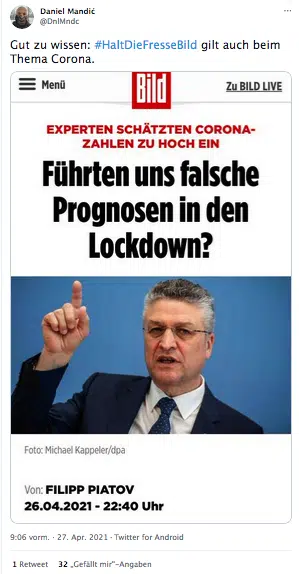 Daniel Mandić
@DnlMndc
Gut zu wissen: #HaltDieFresseBild gilt auch beim
Thema Corona.
Menü
Bild
Zu BILD LIVE
EXPERTEN SCHÄTZTEN CORONA-
ZAHLEN ZU HOCH EIN
Führten uns falsche
Prognosen in den
Lockdown?
Foto: Michael Kappeler/dpa
Von: FILIPP PIATOV
26.04.2021 - 22:40 Uhr
9:06 vorm. · 27. Apr. 2021 · Twitter for Android
1 Retweet 32 „Gefällt mir“-Angaben